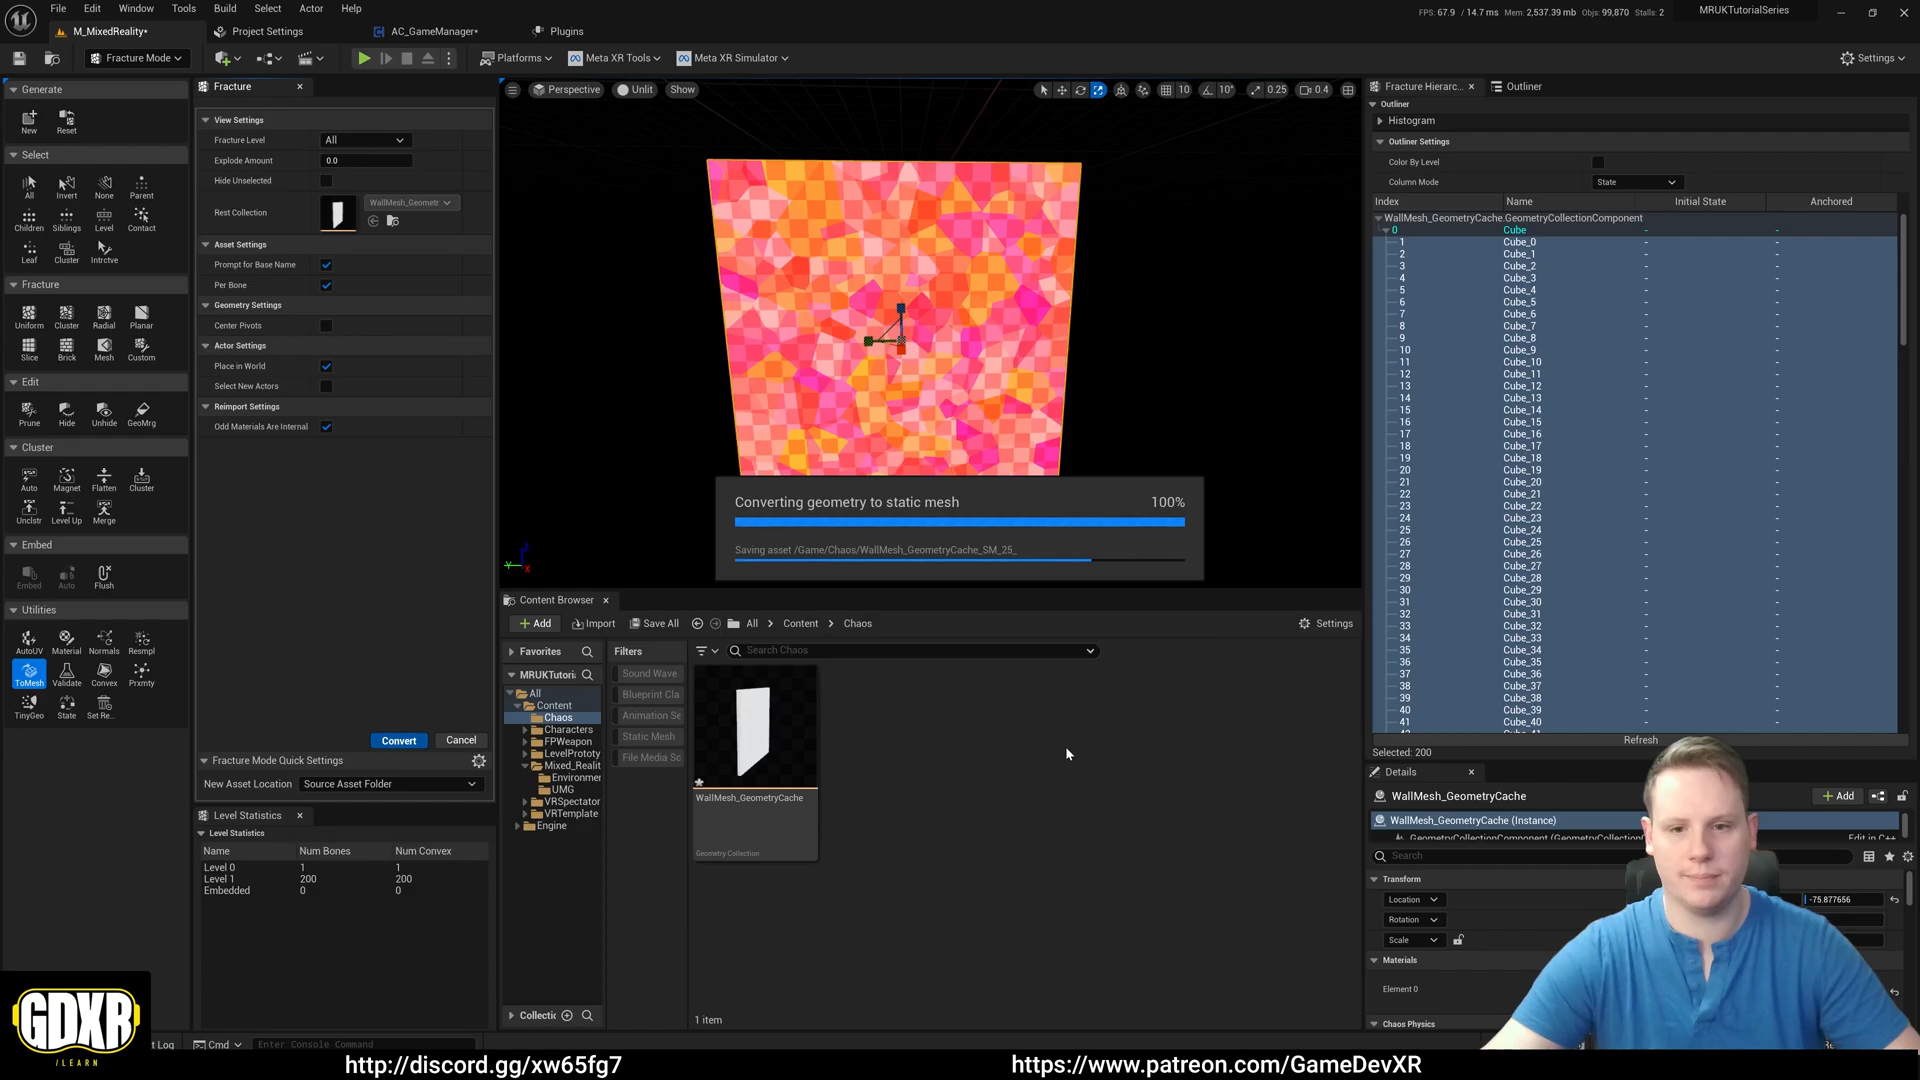 File Edit Window Tools Build Select Actor Help
FPS: 67.9 / 14.7 ms Mem: 2,537.39 mb Objs: 99,870 Stalls: 2
MRUKTutorialSeries
M_MixedReality*
Project Settings
AC_GameManager*
Plugins
Fracture Mode
Platforms
Meta XR Tools
Meta XR Simulator
Settings
Generate
New Reset
Select
All Invert None Parent
Children Siblings Level Contact
Leaf Cluster Intrctve
Fracture
Uniform Cluster Radial Planar
Slice Brick Mesh Custom
Edit
Prune Hide Unhide GeoMrg
Cluster
Auto Magnet Flatten Cluster
Unclstr Level Up Merge
Embed
Embed Auto Flush
Utilities
AutoUV Material Normals Resmpl
ToMesh Validate Convex Prxmty
TinyGeo State Set Re...
Fracture
View Settings
Fracture Level All
Explode Amount 0.0
Hide Unselected
Rest Collection WallMesh_Geometr
Asset Settings
Prompt for Base Name
Per Bone
Geometry Settings
Center Pivots
Actor Settings
Place in World
Select New Actors
Reimport Settings
Odd Materials Are Internal
Convert Cancel
Fracture Mode Quick Settings
New Asset Location Source Asset Folder
Level Statistics
Level Statistics
Name Num Bones Num Convex
Level 0 1 1
Level 1 200 200
Embedded 0 0
Perspective Unlit Show
10 10° 0.25 0.4
Converting geometry to static mesh 100%
Saving asset /Game/Chaos/WallMesh_GeometryCache_SM_25_
Content Browser
Add Import Save All All Content Chaos Settings
Favorites
MRUKTutori
All
Content
Chaos
Characters
FPWeapon
LevelPrototy
Mixed_Realit
Environmer
UMG
VRSpectator
VRTemplate
Engine
Collectic
Filters
Sound Wave
Blueprint Cla
Animation Se
Static Mesh
File Media So
Search Chaos
WallMesh_GeometryCache
Geometry Collection
1 item
Fracture Hierarc...
Outliner
Outliner
Histogram
Outliner Settings
Color By Level
Column Mode State
Index Name Initial State Anchored
WallMesh_GeometryCache.GeometryCollectionComponent
0 Cube - -
1 Cube_0 - -
2 Cube_1 - -
3 Cube_2 - -
4 Cube_3 - -
5 Cube_4 - -
6 Cube_5 - -
7 Cube_6 - -
8 Cube_7 - -
9 Cube_8 - -
10 Cube_9 - -
11 Cube_10 - -
12 Cube_11 - -
13 Cube_12 - -
14 Cube_13 - -
15 Cube_14 - -
16 Cube_15 - -
17 Cube_16 - -
18 Cube_17 - -
19 Cube_18 - -
20 Cube_19 - -
21 Cube_20 - -
22 Cube_21 - -
23 Cube_22 - -
24 Cube_23 - -
25 Cube_24 - -
26 Cube_25 - -
27 Cube_26 - -
28 Cube_27 - -
29 Cube_28 - -
30 Cube_29 - -
31 Cube_30 - -
32 Cube_31 - -
33 Cube_32 - -
34 Cube_33 - -
35 Cube_34 - -
36 Cube_35 - -
37 Cube_36 - -
38 Cube_37 - -
39 Cube_38 - -
40 Cube_39 - -
41 Cube_40 - -
Refresh
Selected: 200
Details
WallMesh_GeometryCache
Add
WallMesh_GeometryCache (Instance)
Edit in C++
Search
Transform
Location -75.877656
Rotation
Scale
Materials
Element 0
Chaos Physics
GDXR
/LEARN
Log
Cmd Enter Console Command
http://discord.gg/xw65fg7
https://www.patreon.com/GameDevXR